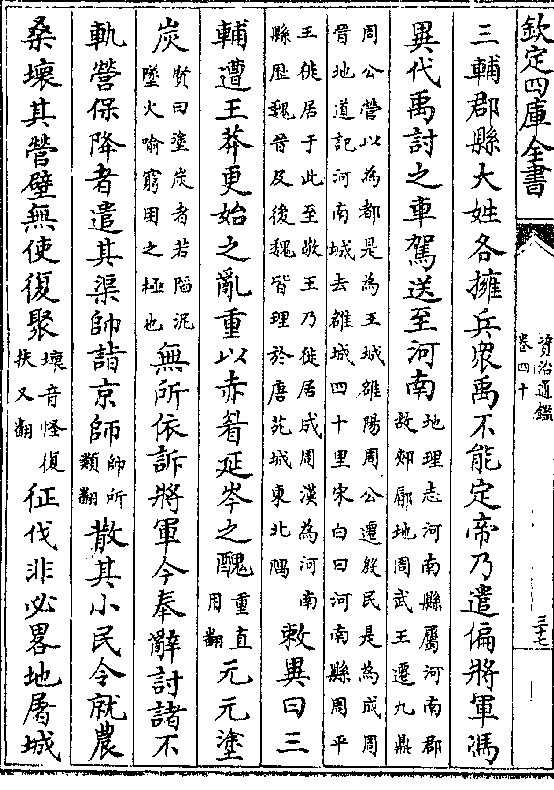 欽定四庫全書
資治通鑑
卷四十
三十七
三輔郡縣大姓各擁兵衆禹不能定帝乃遣偏將軍馮
異代禹討之車駕送至河南地理志河南縣屬河南郡故郟鄏地周武王遷九鼎
周公營以為都是為王城雒陽周公遷殷民是為成周晉地道記河南城去雒城四十里宋白曰河南縣周平
王徙居于此至敬王乃徙居成周漢為河南縣歷魏晉及後魏皆理於唐苑城東北隅敕異曰三
輔遭王莽更始之亂重以赤眉延岑之醜重直用翻元元塗
炭賢曰塗炭者若陷泥墜火喻窮困之極也無所依訴將軍今奉辭討諸不
軌營保降者遣其渠帥詣京師帥所類翻散其小民令就農
桑壞其營壁無使復聚壞音怪復扶又翻征伐非必畧地屠城